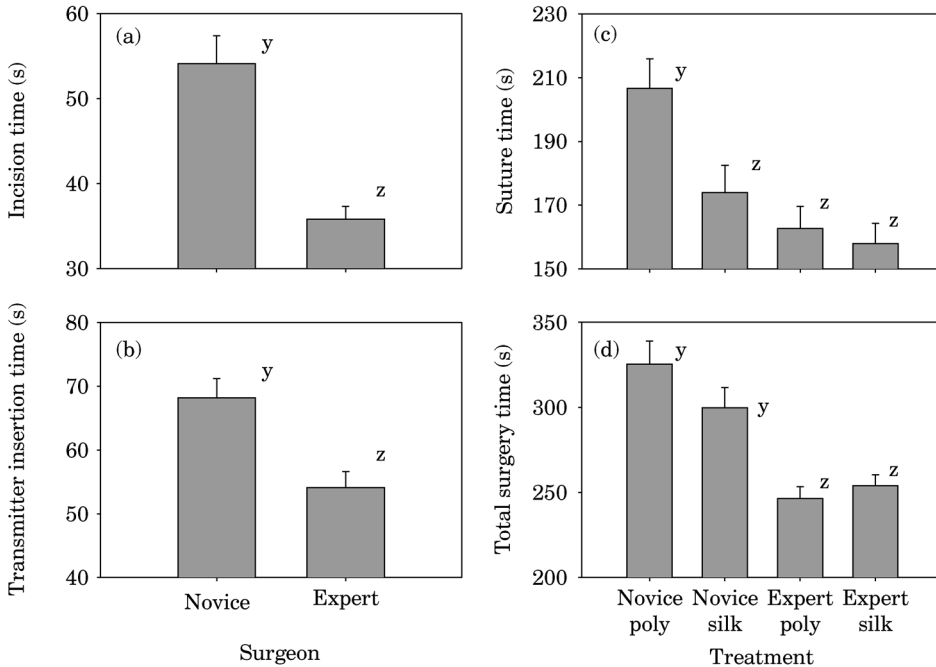 Incision time (s)
60
50
40
30
(a)
y
z
Suture time (s)
230
210
190
170
150
(c)
y
z
z
z
Transmitter insertion time (s)
80
70
60
50
40
(b)
y
z
Novice
Expert
Surgeon
Total surgery time (s)
350
300
250
200
(d)
y
y
z
z
Novice
poly
Novice
silk
Expert
poly
Expert
silk
Treatment